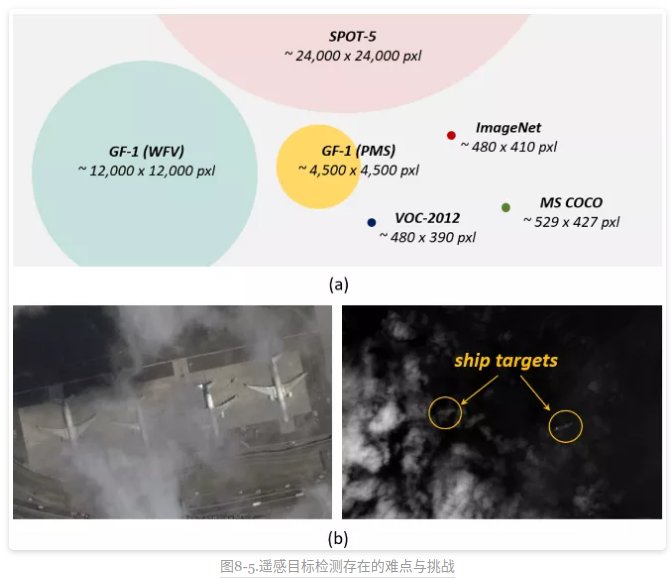 SPOT-5
~ 24,000 x 24,000 pxl
GF-1 (WFV)
~ 12,000 x 12,000 pxl
GF-1 (PMS)
~ 4,500 x 4,500 pxl
ImageNet
~ 480 x 410 pxl
MS COCO
~ 529 x 427 pxl
VOC-2012
~ 480 x 390 pxl
(a)
ship targets
(b)
图8-5.遥感目标检测存在的难点与挑战